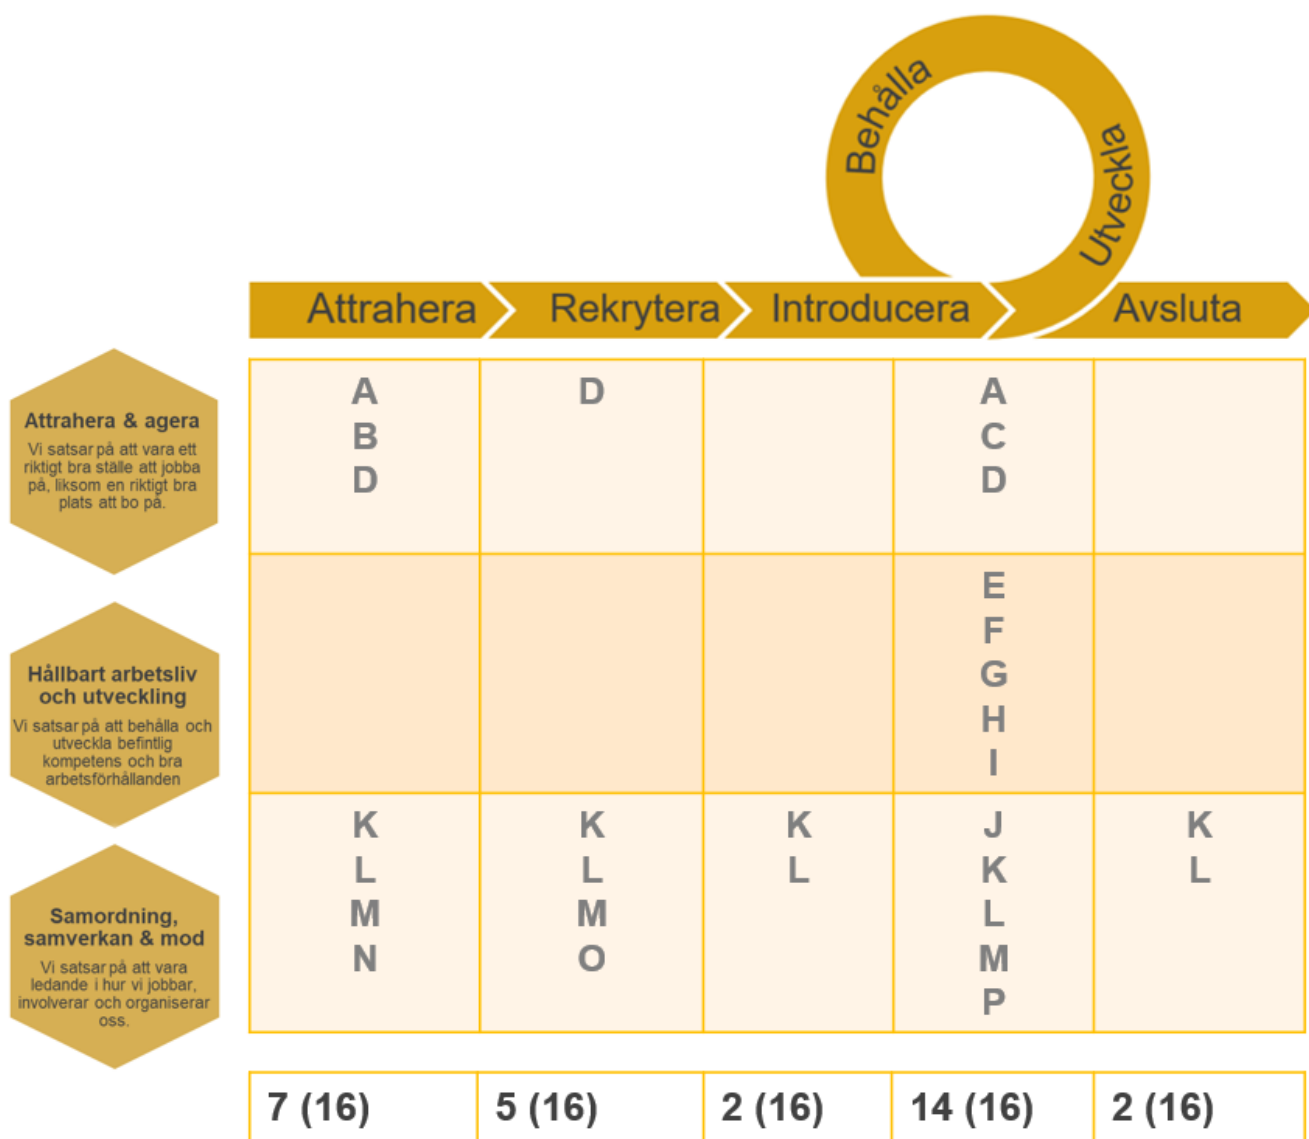 Behålla
Utveckla
Attrahera
Rekrytera
Introducera
Avsluta
Attrahera & agera
Vi satsar på att vara ett
riktigt bra ställe att jobba
på, liksom en riktigt bra
plats att bo på.
A
B
D
D
A
C
D
Hållbart arbetsliv
och utveckling
Vi satsar på att behålla och
utveckla befintlig
kompetens och bra
arbetsförhållanden
E
F
G
H
I
Samordning,
samverkan & mod
Vi satsar på att vara
ledande i hur vi jobbar,
involverar och organiserar
oss.
K
L
M
N
K
L
M
O
K
L
J
K
L
M
P
K
L
7 (16)
5 (16)
2 (16)
14 (16)
2 (16)